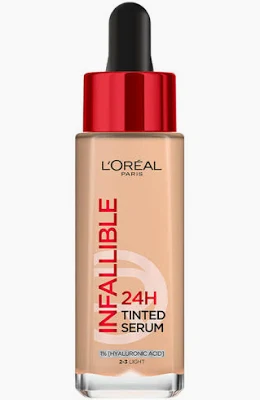 L'ORÉAL
PARIS
INFALLIBLE
24H
TINTED
SERUM
1% [HYALURONIC ACID]
2-3 LIGHT